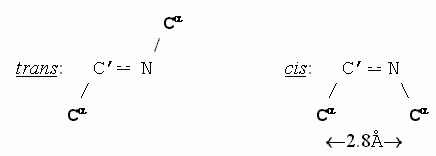 Cα
trans: C′ = N cis: C′ = N
Cα Cα Cα
←2.8Å→